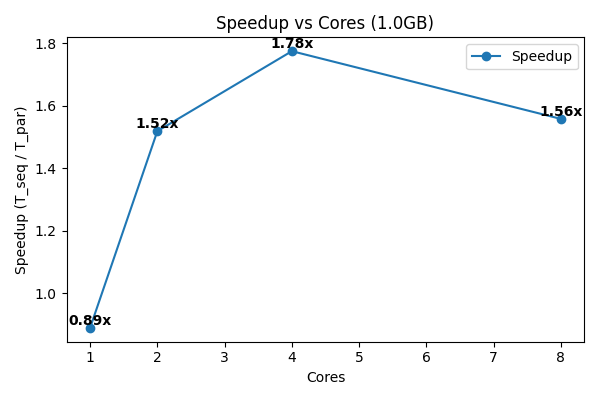 Speedup vs Cores (1.0GB)
1.8
1.78x
Speedup
1.6
1.52x
1.56x
1.4
1.2
1.0
0.89x
Speedup (T_seq / T_par)
1 2 3 4 5 6 7 8
Cores